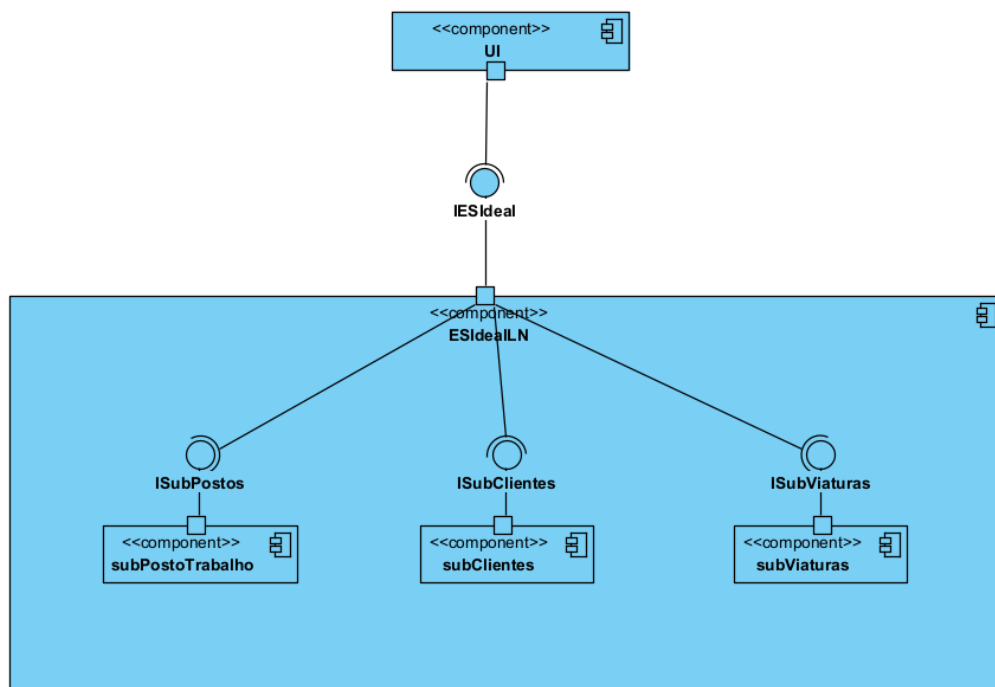 <<component>>
UI
IESIdeal
<<component>>
ESIdealLN
ISubPostos
ISubClientes
ISubViaturas
<<component>>
subPostoTrabalho
<<component>>
subClientes
<<component>>
subViaturas